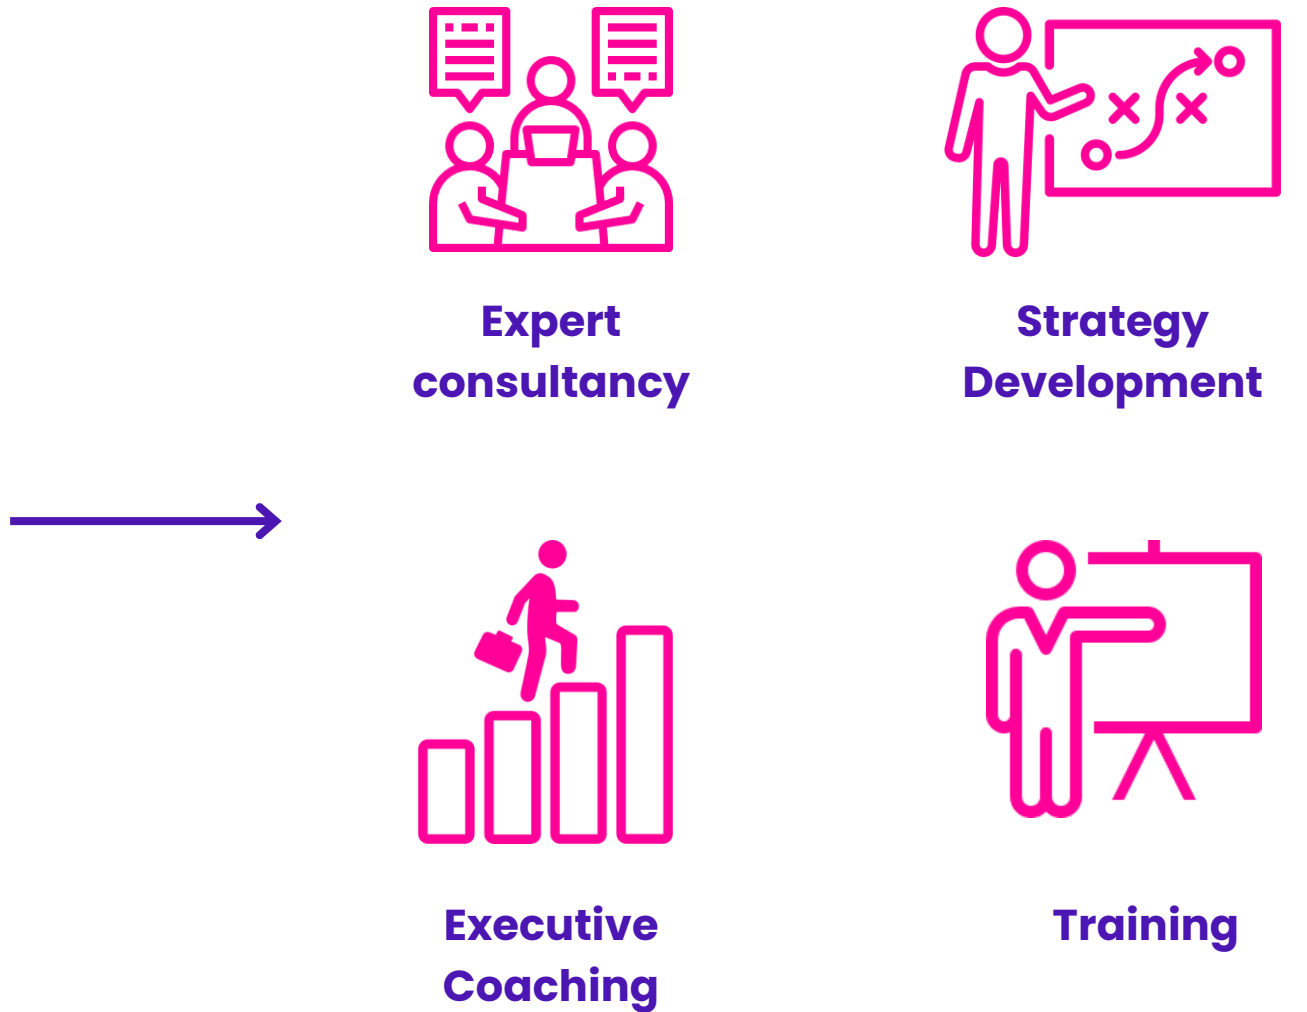 Expert
consultancy
Strategy
Development
Executive
Coaching
Training